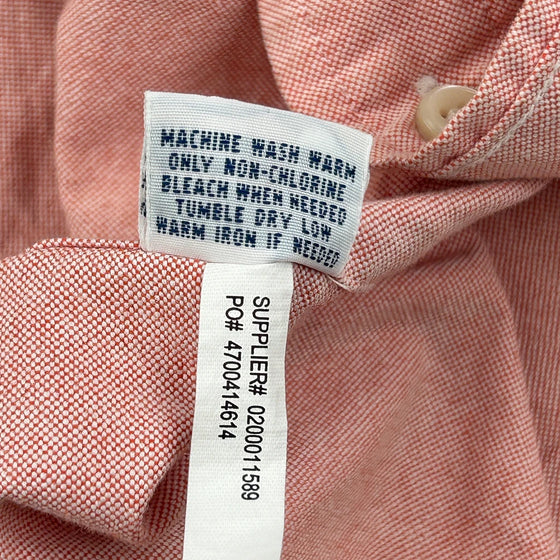 MACHINE WASH WARM
ONLY NON-CHLORINE
BLEACH WHEN NEEDED
TUMBLE DRY LOW
WARM IRON IF NEEDED
SUPPLIER# 0200011589
PO# 4700414614